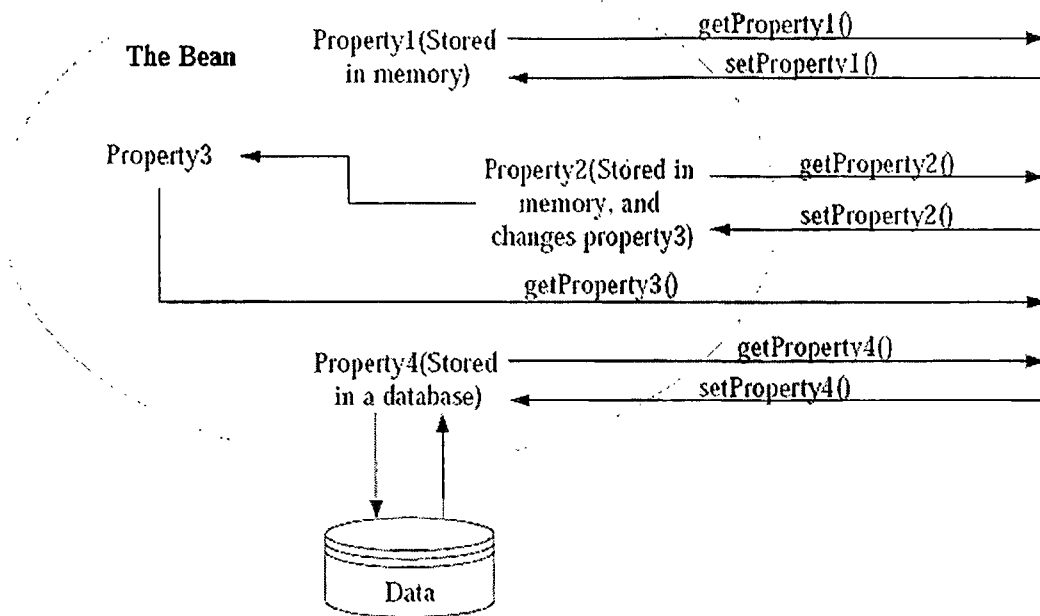 The Bean
Property1(Stored
in memory)
getProperty1()
setProperty1()
Property3
Property2(Stored in
memory, and
changes property3)
getProperty2()
setProperty2()
getProperty3()
Property4(Stored
in a database)
getProperty4()
setProperty4()
Data